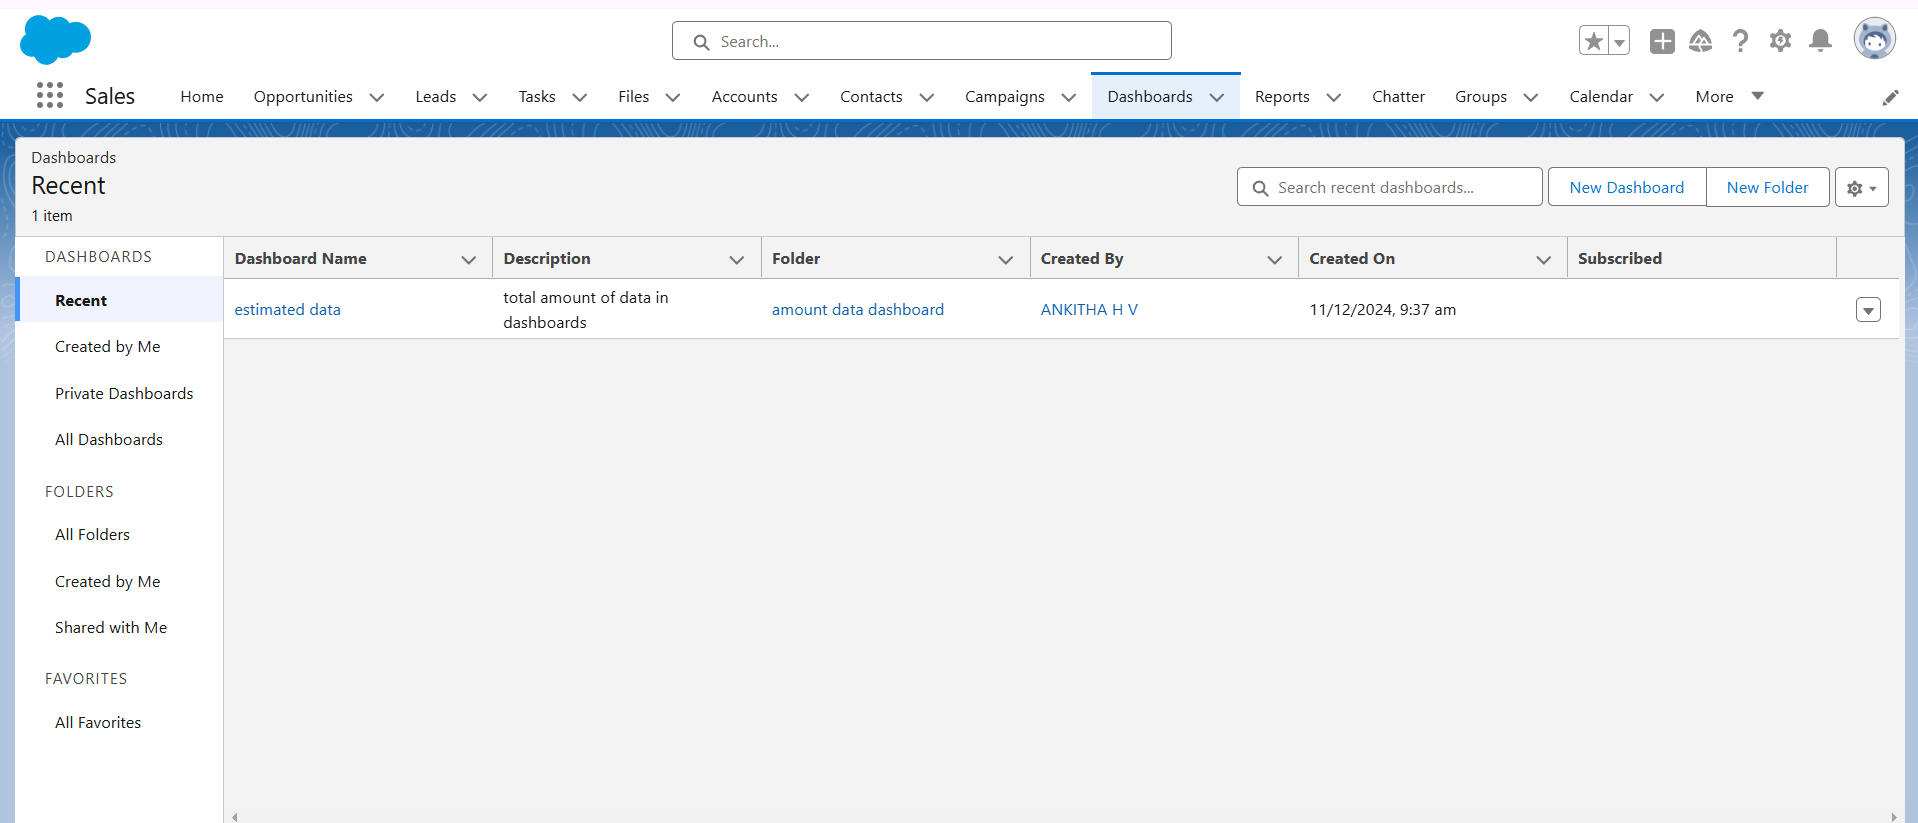 Search...
Sales
Home
Opportunities
Leads
Tasks
Files
Accounts
Contacts
Campaigns
Dashboards
Reports
Chatter
Groups
Calendar
More
Dashboards
Recent
1 item
Search recent dashboards...
New Dashboard
New Folder
DASHBOARDS
Recent
Created by Me
Private Dashboards
All Dashboards
FOLDERS
All Folders
Created by Me
Shared with Me
FAVORITES
All Favorites
Dashboard Name
Description
Folder
Created By
Created On
Subscribed
estimated data
total amount of data in
dashboards
amount data dashboard
ANKITHA H V
11/12/2024, 9:37 am